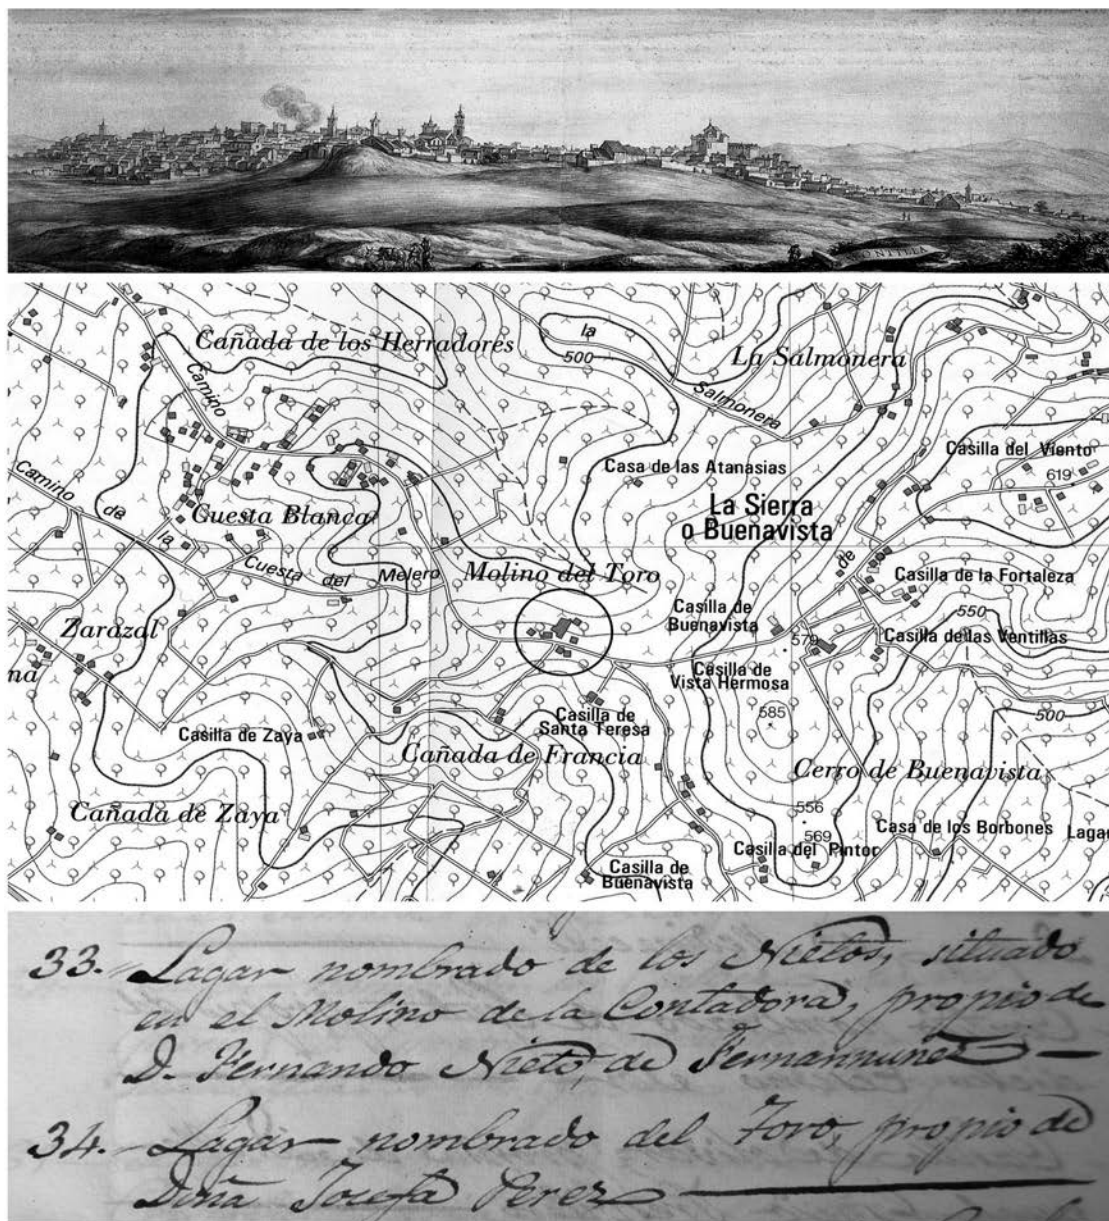 ONTILLA
Cañada de los Herradores
la
500
La Salmonera
Salmonera
Camino
Casilla del Viento
619
Casa de las Atanasias
La Sierra
o Buenavista
Camino de la Cuesta del Melero
Cuesta Blanca
Molino del Toro
de
Casilla de la Fortaleza
Casilla de
Buenavista
550
Zarazal
579
Casilla de las Ventillas
na
Casilla de
Vista Hermosa
500
585
Casilla de
Santa Teresa
Casilla de Zaya
Cañada de Francia
Cerro de Buenavista
Cañada de Zaya
556
569
Casa de los Borbones
Lagar
Casilla del Pintor
Casilla de
Buenavista
33. Lagar nombrado de los Nietos, situado
en el Molino de la Contadora, propio de
D. Fernando Nieto, de Fernannuñez
34. Lagar nombrado del Toro, propio de
Doña Josefa Perez